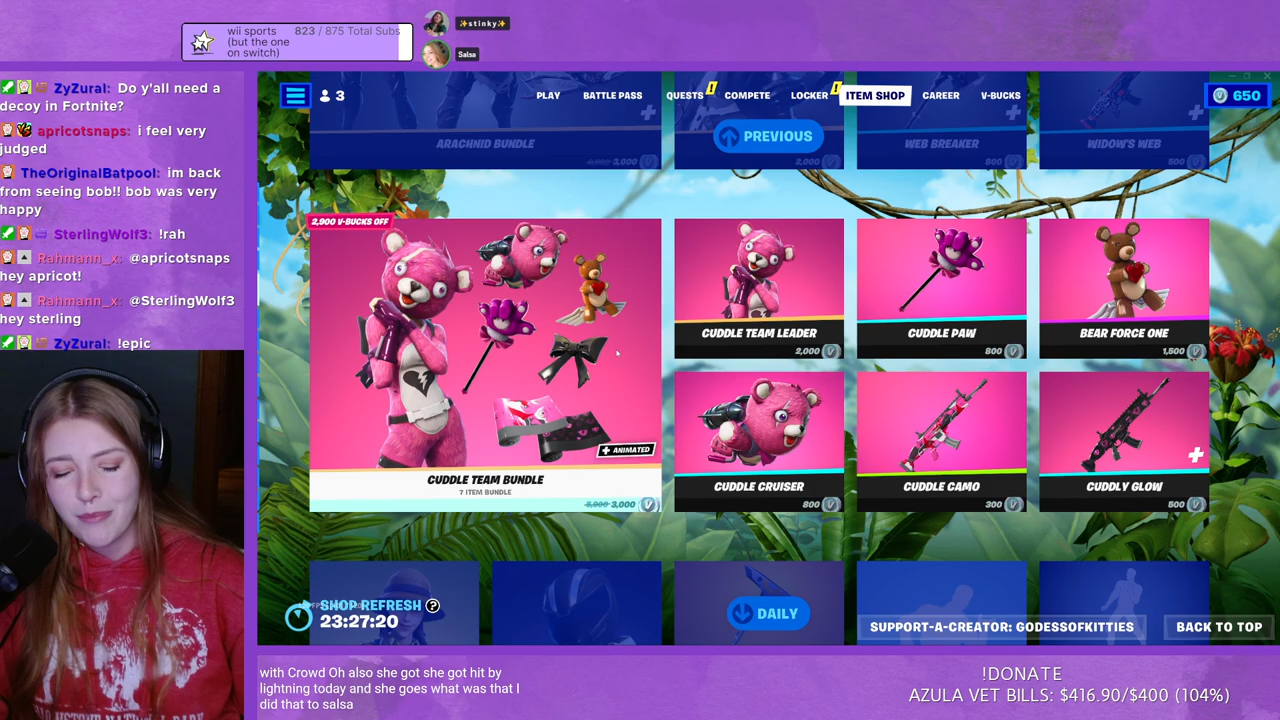 wii sports
(but the one
on switch)
823 / 875 Total Subs
✨stinky✨
Salsa
ZyZural: Do y'all need a
decoy in Fortnite?
apricotsnaps: i feel very
judged
TheOriginalBatpool: im back
from seeing bob!! bob was very
happy
SterlingWolf3: !rah
Rahmann_x: @apricotsnaps
hey apricot!
Rahmann_x: @SterlingWolf3
hey sterling
ZyZural: !epic
3
PLAY
BATTLE PASS
QUESTS
COMPETE
LOCKER
ITEM SHOP
CAREER
V-BUCKS
650
PREVIOUS
ARACHNID BUNDLE
3,000
2,000
WEB BREAKER
800
WIDOW'S WEB
500
2,900 V-BUCKS OFF
+ ANIMATED
CUDDLE TEAM BUNDLE
7 ITEM BUNDLE
5,900 3,000
CUDDLE TEAM LEADER
2,000
CUDDLE PAW
800
BEAR FORCE ONE
1,500
CUDDLE CRUISER
800
CUDDLE CAMO
300
CUDDLY GLOW
500
SHOP REFRESH ?
23:27:20
DAILY
SUPPORT-A-CREATOR: GODESSOFKITTIES
BACK TO TOP
with Crowd Oh also she got she got hit by
lightning today and she goes what was that I
did that to salsa
!DONATE
AZULA VET BILLS: $416.90/$400 (104%)